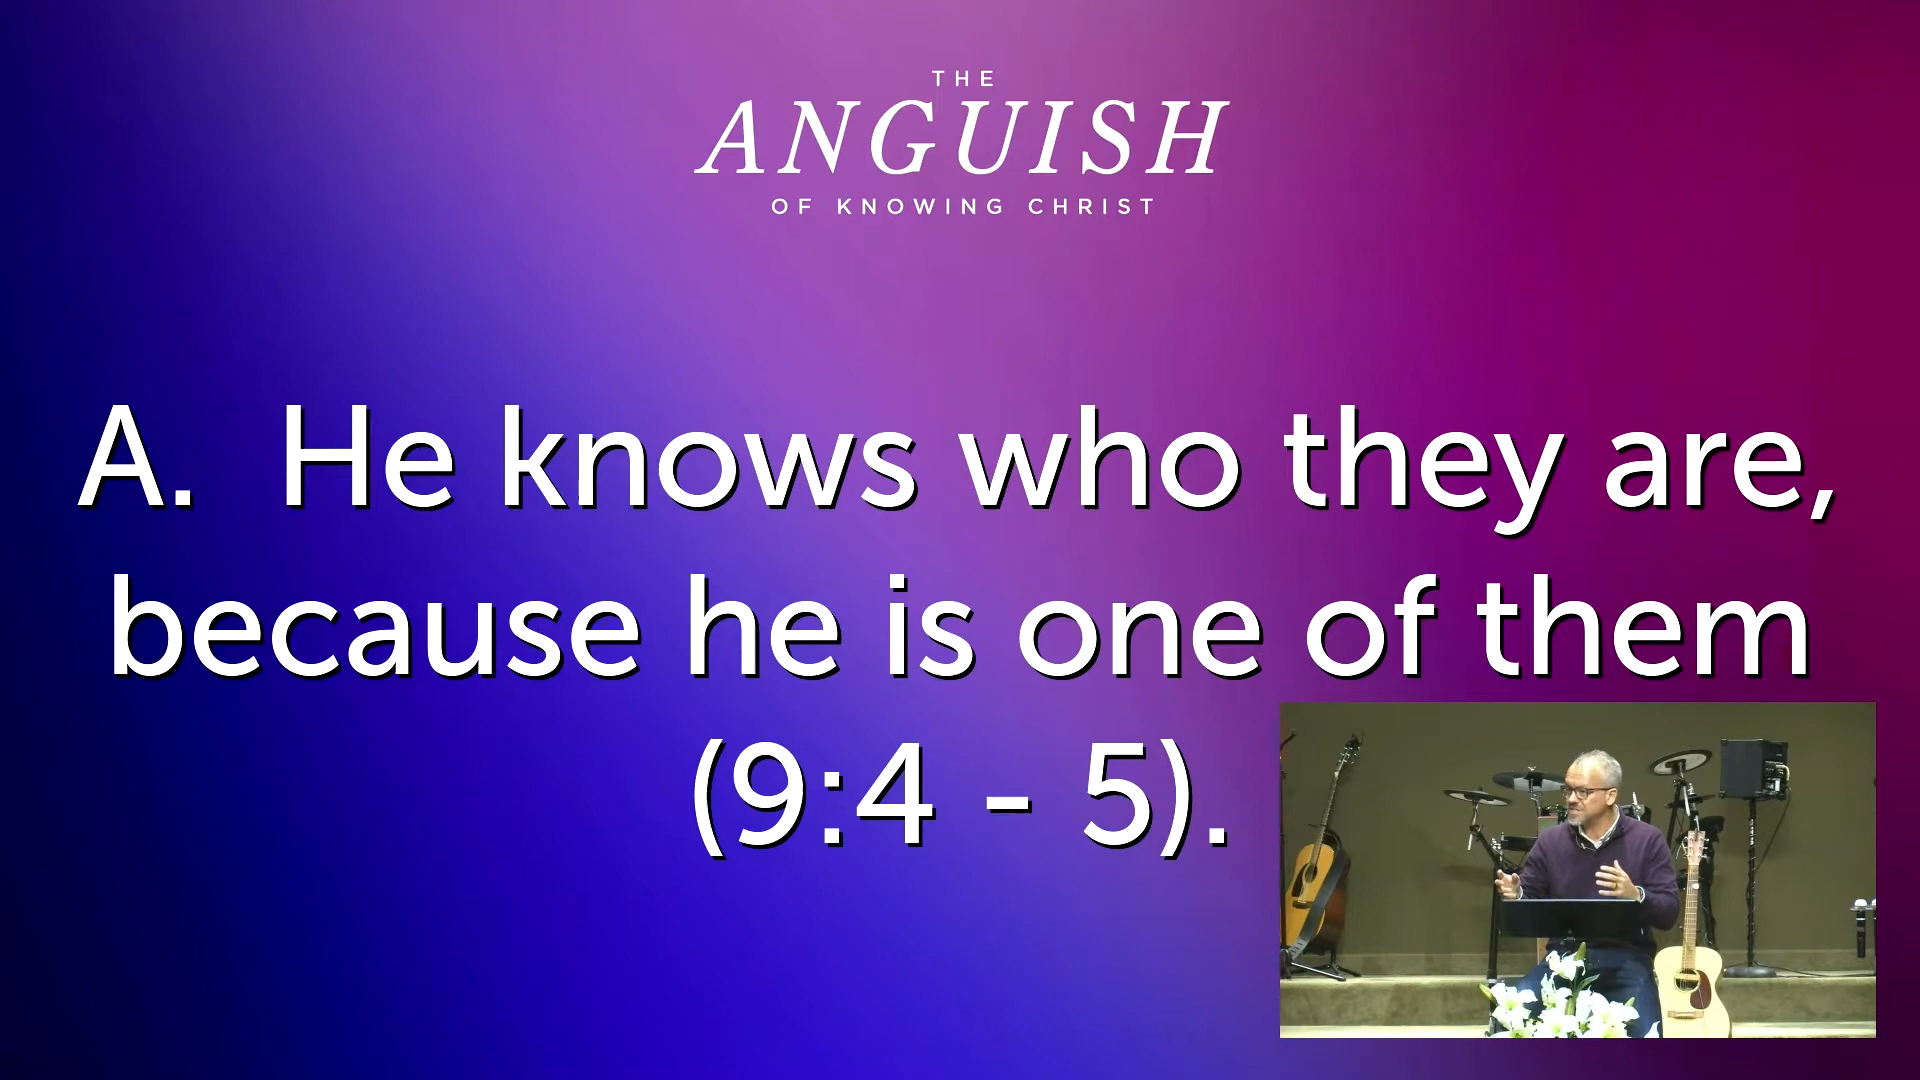 THE
ANGUISH
OF KNOWING CHRIST
A. He knows who they are,
because he is one of them
(9:4 - 5).